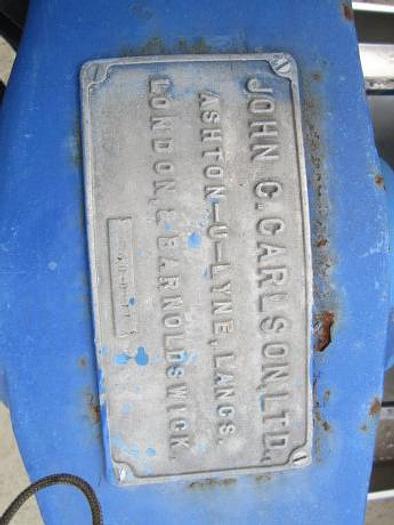 JOHN C. CARLSON, LTD.
ASHTON-U-LYNE, LANCS.
LONDON, & BARNOLDSWICK.